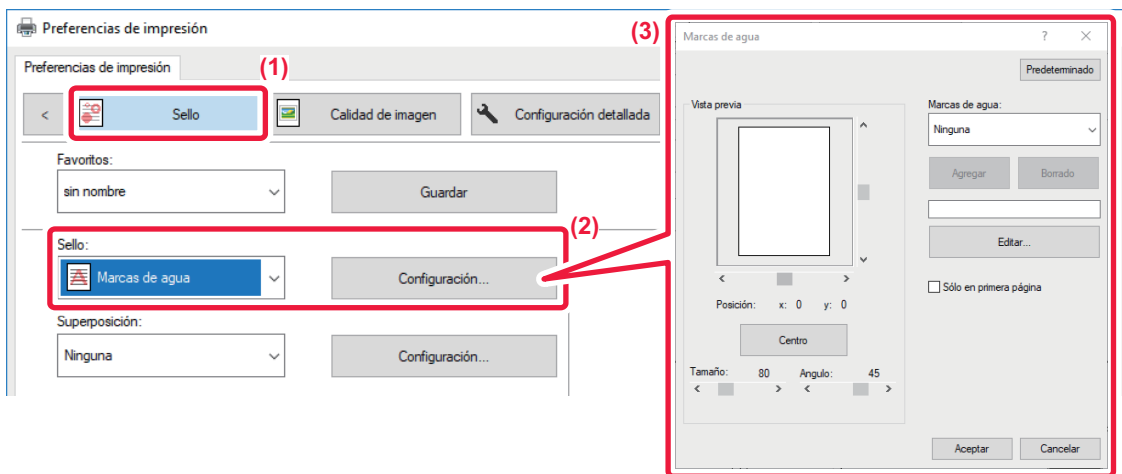 Preferencias de impresión
Preferencias de impresión
(1)
<
Sello
Calidad de imagen
Configuración detallada
Favoritos:
sin nombre
Guardar
(2)
Sello:
Marcas de agua
Configuración...
Superposición:
Ninguna
Configuración...
(3)
Marcas de agua
?
Predeterminado
Vista previa
Posición: x: 0 y: 0
Centro
Tamaño: 80 Angulo: 45
Marcas de agua:
Ninguna
Agregar
Borrado
Editar...
Sólo en primera página
Aceptar
Cancelar